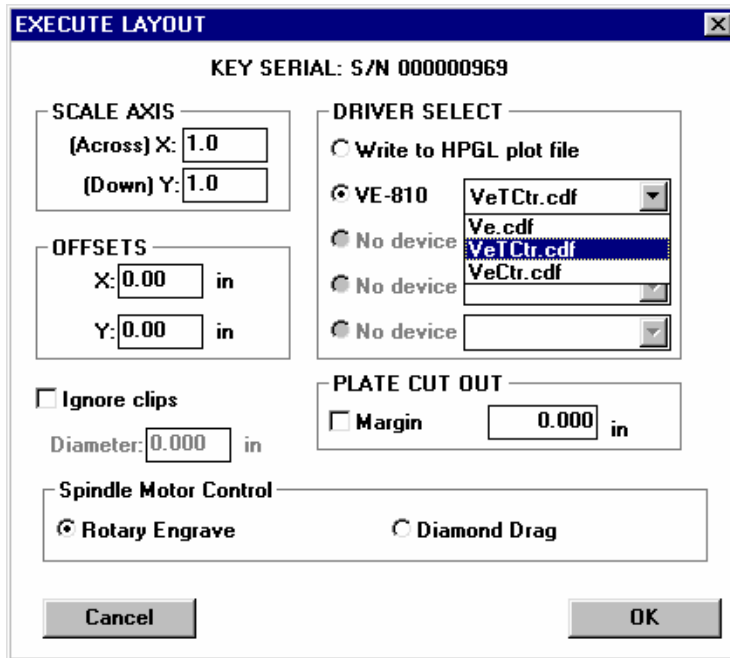 EXECUTE LAYOUT
KEY SERIAL: S/N 000000969
SCALE AXIS
(Across) X: 1.0
(Down) Y: 1.0
OFFSETS
X: 0.00 in
Y: 0.00 in
Ignore clips
Diameter: 0.000 in
DRIVER SELECT
Write to HPGL plot file
VE-810 VeTCtr.cdf
Ve.cdf
No device VeTCtr.cdf
VeCtr.cdf
No device
No device
PLATE CUT OUT
Margin 0.000 in
Spindle Motor Control
Rotary Engrave Diamond Drag
Cancel OK